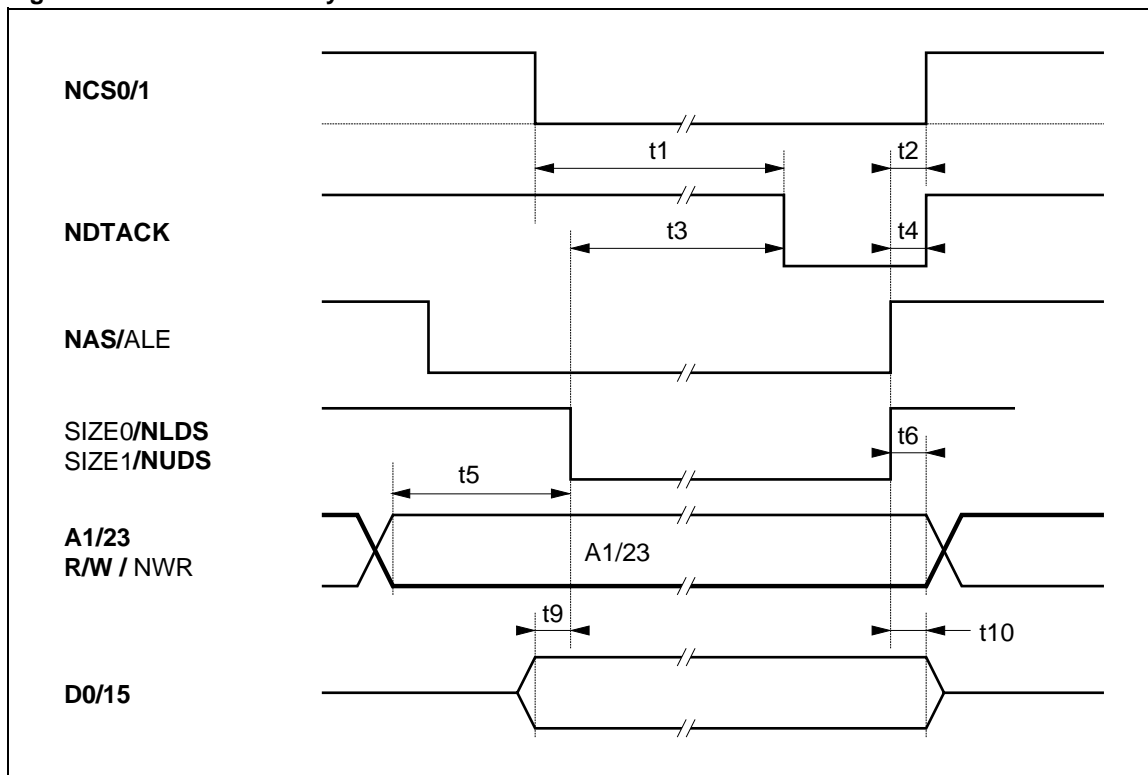 NCS0/1
t1
t2
NDTACK
t3
t4
NAS/ALE
SIZE0/NLDS
SIZE1/NUDS
t6
t5
A1/23
R/W / NWR
A1/23
t9
t10
D0/15